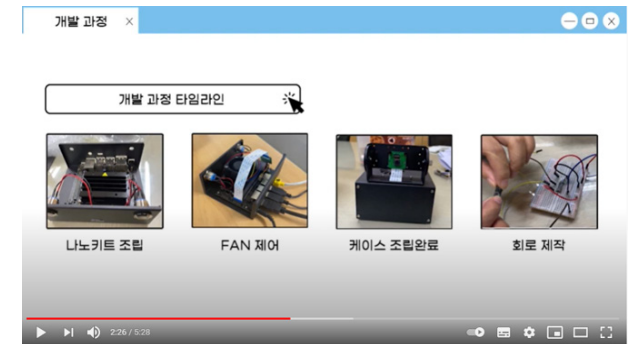 개발 과정 ×
개발 과정 타임라인
나노키트 조립
FAN 제어
케이스 조립완료
회로 제작
2:26 / 5:28